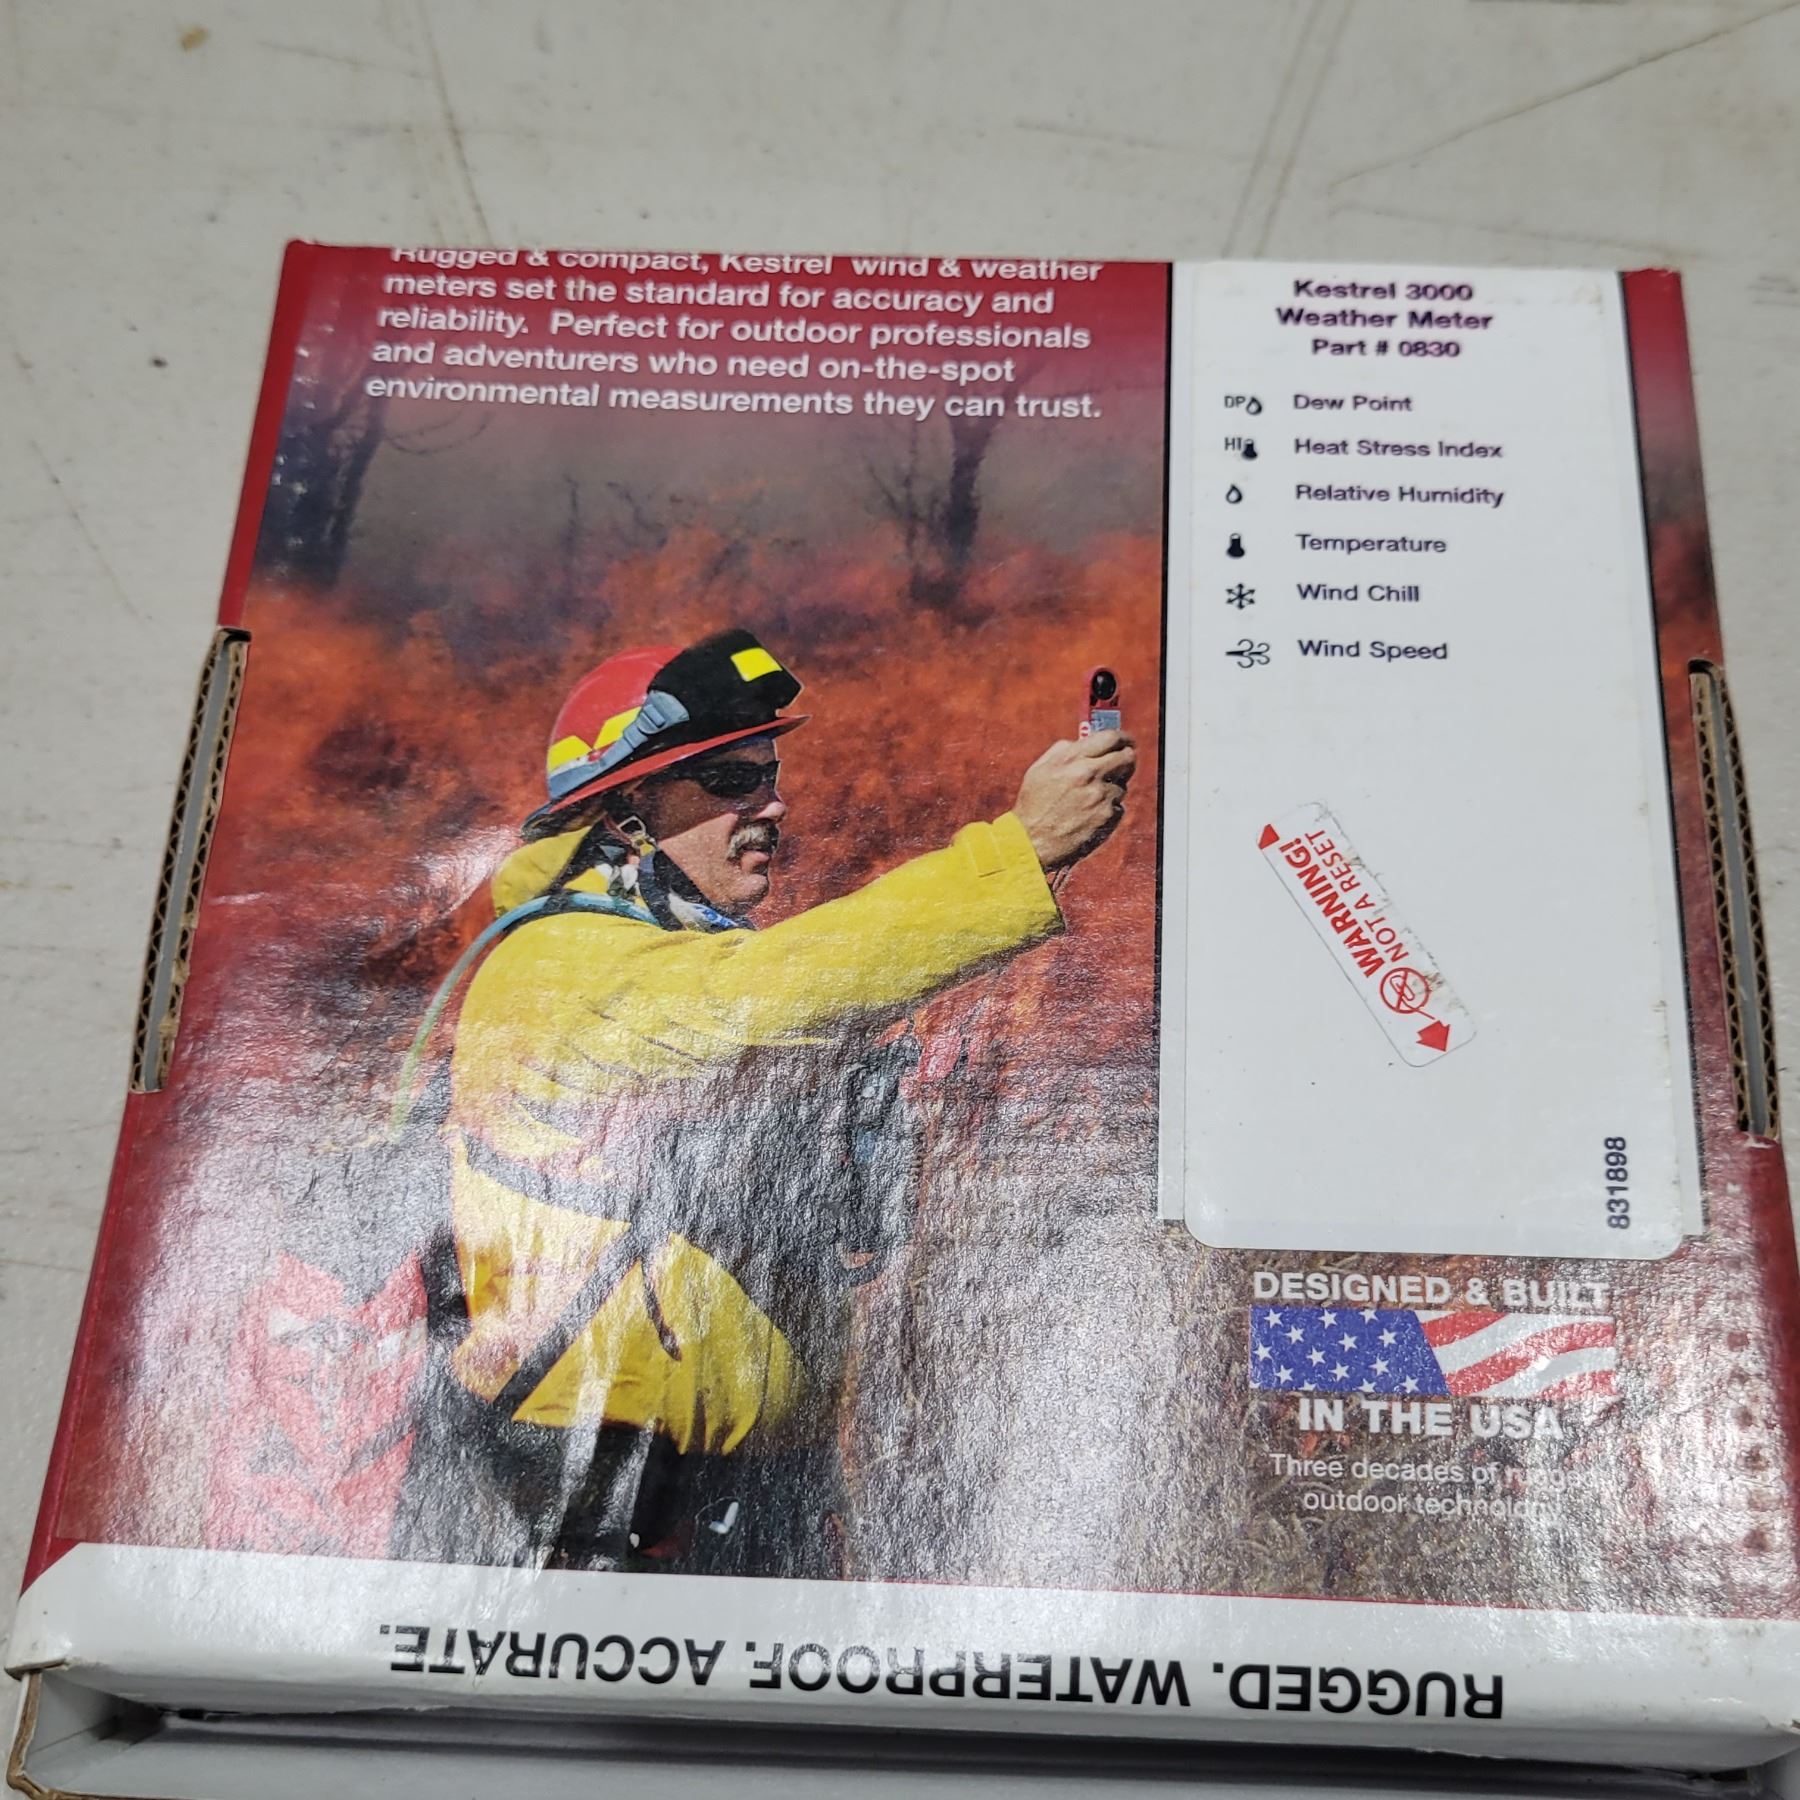 Rugged & compact, Kestrel wind & weather
meters set the standard for accuracy and
reliability. Perfect for outdoor professionals
and adventurers who need on-the-spot
environmental measurements they can trust.
Kestrel 3000
Weather Meter
Part # 0830
DP Dew Point
HI Heat Stress Index
Relative Humidity
Temperature
Wind Chill
Wind Speed
WARNING!
NOT A RESET
831898
DESIGNED & BUILT
IN THE USA
Three decades of rugged
outdoor technology
RUGGED. WATERPROOF. ACCURATE.